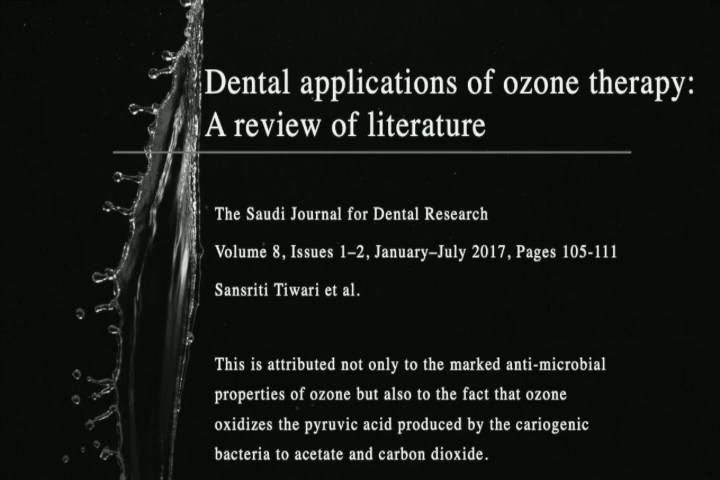 Dental applications of ozone therapy:
A review of literature
The Saudi Journal for Dental Research
Volume 8, Issues 1–2, January–July 2017, Pages 105-111
Sansriti Tiwari et al.
This is attributed not only to the marked anti-microbial
properties of ozone but also to the fact that ozone
oxidizes the pyruvic acid produced by the cariogenic
bacteria to acetate and carbon dioxide.